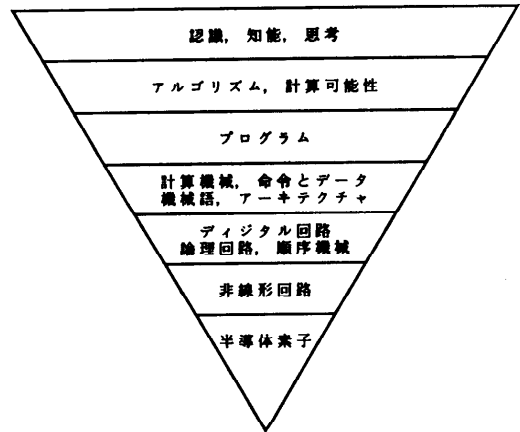 認識, 知能, 思考
アルゴリズム, 計算可能性
プログラム
計算機械, 命令とデータ
機械語, アーキテクチャ
ディジタル回路
論理回路, 順序機械
非線形回路
半導体素子